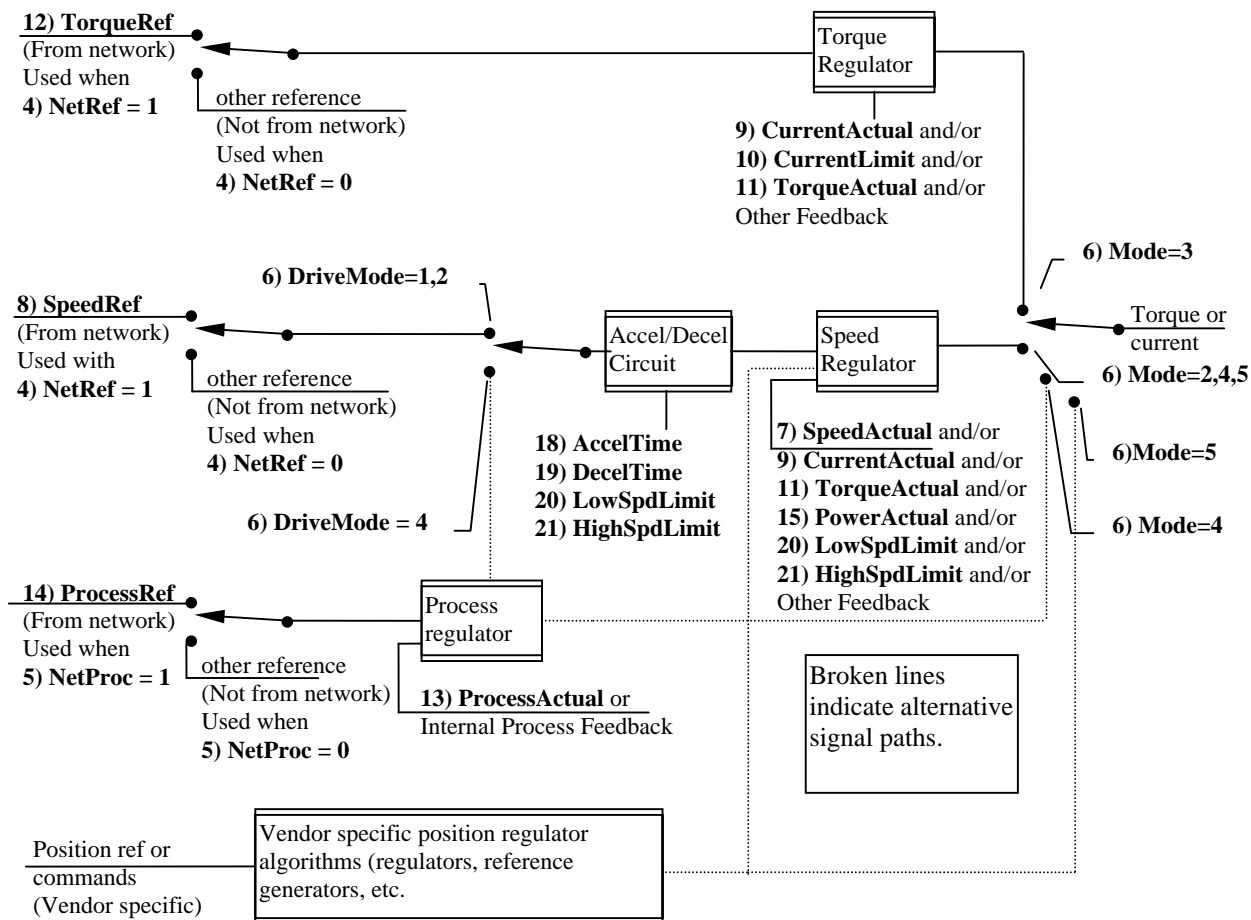 12) TorqueRef
(From network)
Used when
4) NetRef = 1
other reference
(Not from network)
Used when
4) NetRef = 0
Torque
Regulator
9) CurrentActual and/or
10) CurrentLimit and/or
11) TorqueActual and/or
Other Feedback
6) Mode=3
6) DriveMode=1,2
8) SpeedRef
(From network)
Used with
4) NetRef = 1
other reference
(Not from network)
Used when
4) NetRef = 0
Accel/Decel
Circuit
Speed
Regulator
Torque or
current
6) Mode=2,4,5
18) AccelTime
19) DecelTime
20) LowSpdLimit
21) HighSpdLimit
7) SpeedActual and/or
9) CurrentActual and/or
11) TorqueActual and/or
15) PowerActual and/or
20) LowSpdLimit and/or
21) HighSpdLimit and/or
Other Feedback
6)Mode=5
6) Mode=4
6) DriveMode = 4
14) ProcessRef
(From network)
Used when
5) NetProc = 1
other reference
(Not from network)
Used when
5) NetProc = 0
Process
regulator
13) ProcessActual or
Internal Process Feedback
Broken lines
indicate alternative
signal paths.
Position ref or
commands
(Vendor specific)
Vendor specific position regulator
algorithms (regulators, reference
generators, etc.